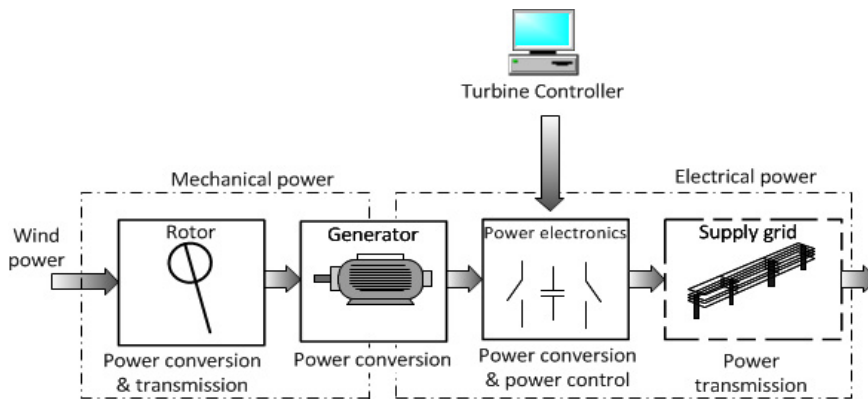 Turbine Controller
Mechanical power
Electrical power
Wind
power
Rotor
Generator
Power electronics
Supply grid
Power conversion
& transmission
Power conversion
Power conversion
& power control
Power
transmission